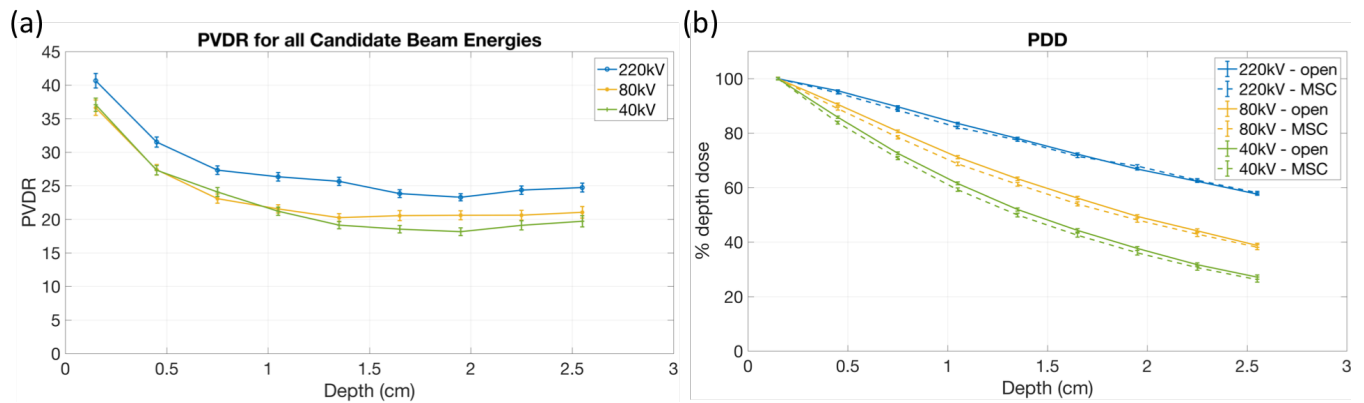 (a)
PVDR for all Candidate Beam Energies
45
40
35
30
25
20
15
10
5
0
PVDR
0
0.5
1
1.5
2
2.5
3
Depth (cm)
220kV
80kV
40kV
(b)
PDD
100
80
60
40
20
0
% depth dose
0
0.5
1
1.5
2
2.5
3
Depth (cm)
220kV - open
220kV - MSC
80kV - open
80kV - MSC
40kV - open
40kV - MSC